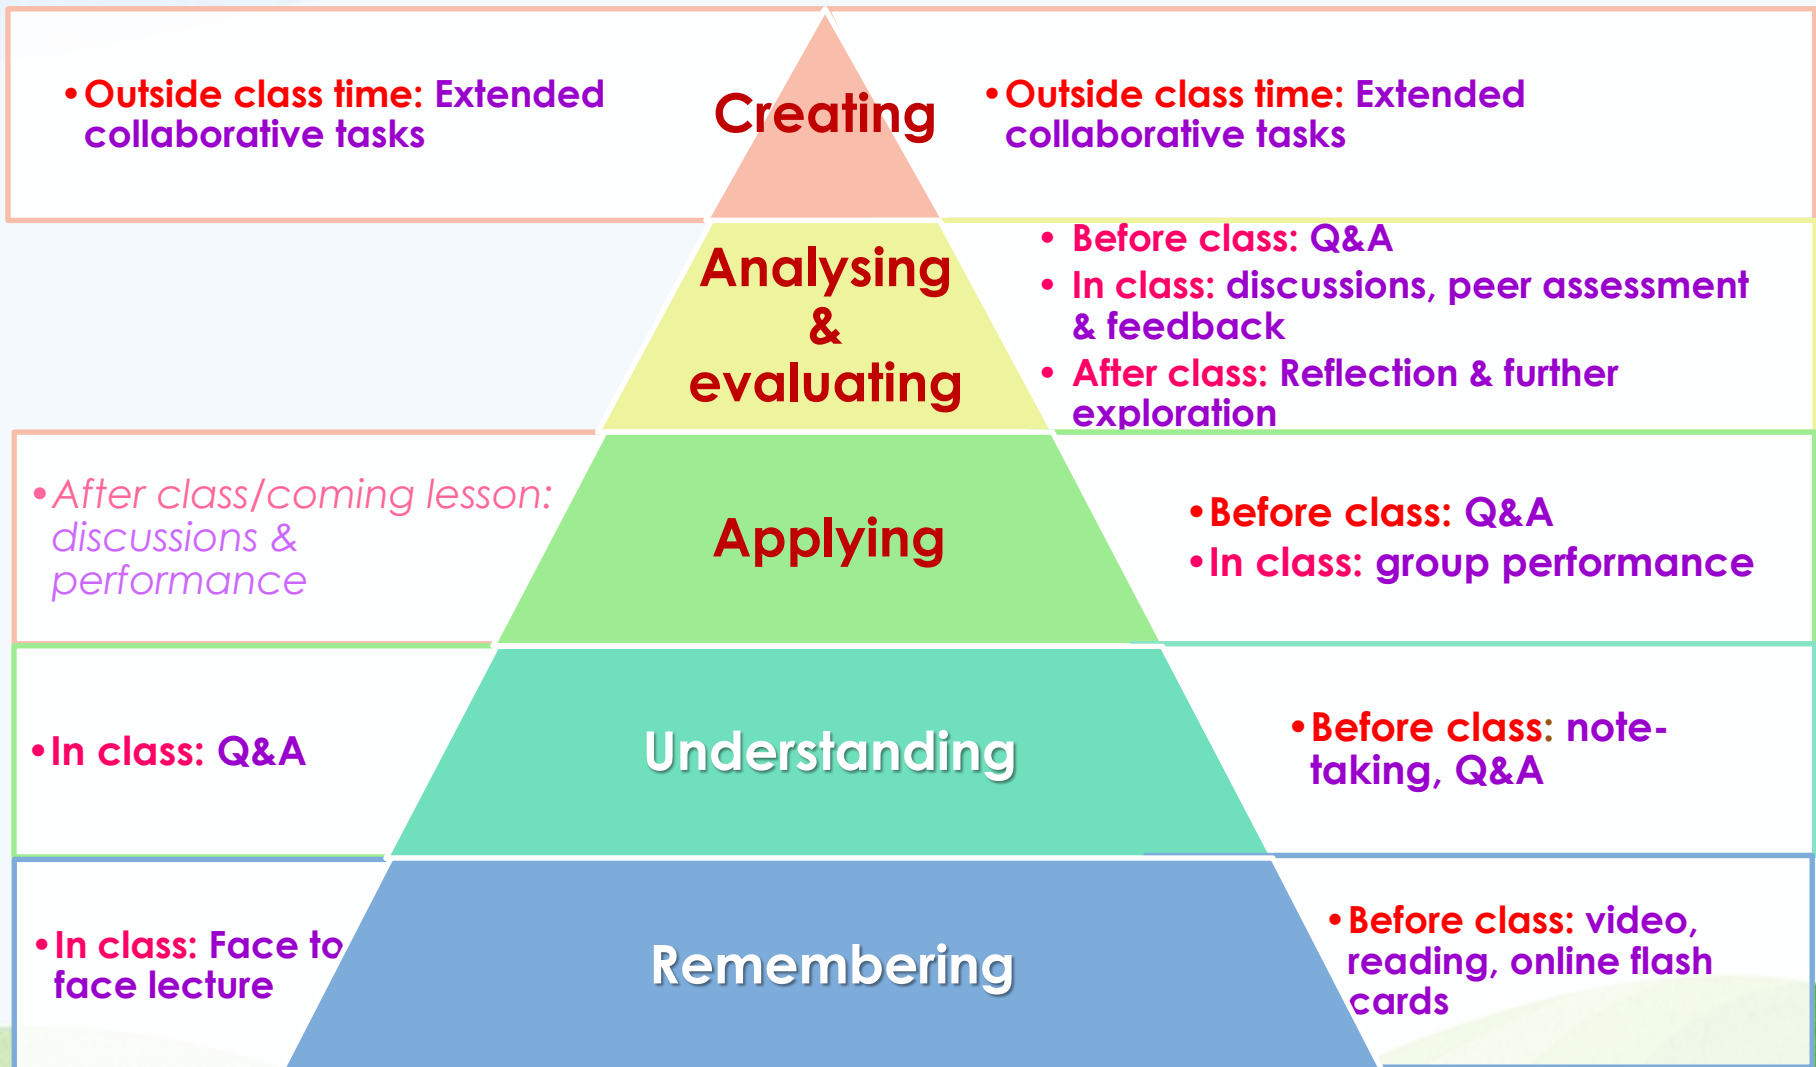 • Outside class time: Extended
collaborative tasks
Creating
• Outside class time: Extended
collaborative tasks
Analysing
&
evaluating
• Before class: Q&A
• In class: discussions, peer assessment
& feedback
• After class: Reflection & further
exploration
• After class/coming lesson:
discussions &
performance
Applying
• Before class: Q&A
• In class: group performance
• In class: Q&A
Understanding
• Before class: note-
taking, Q&A
• In class: Face to
face lecture
Remembering
• Before class: video,
reading, online flash
cards